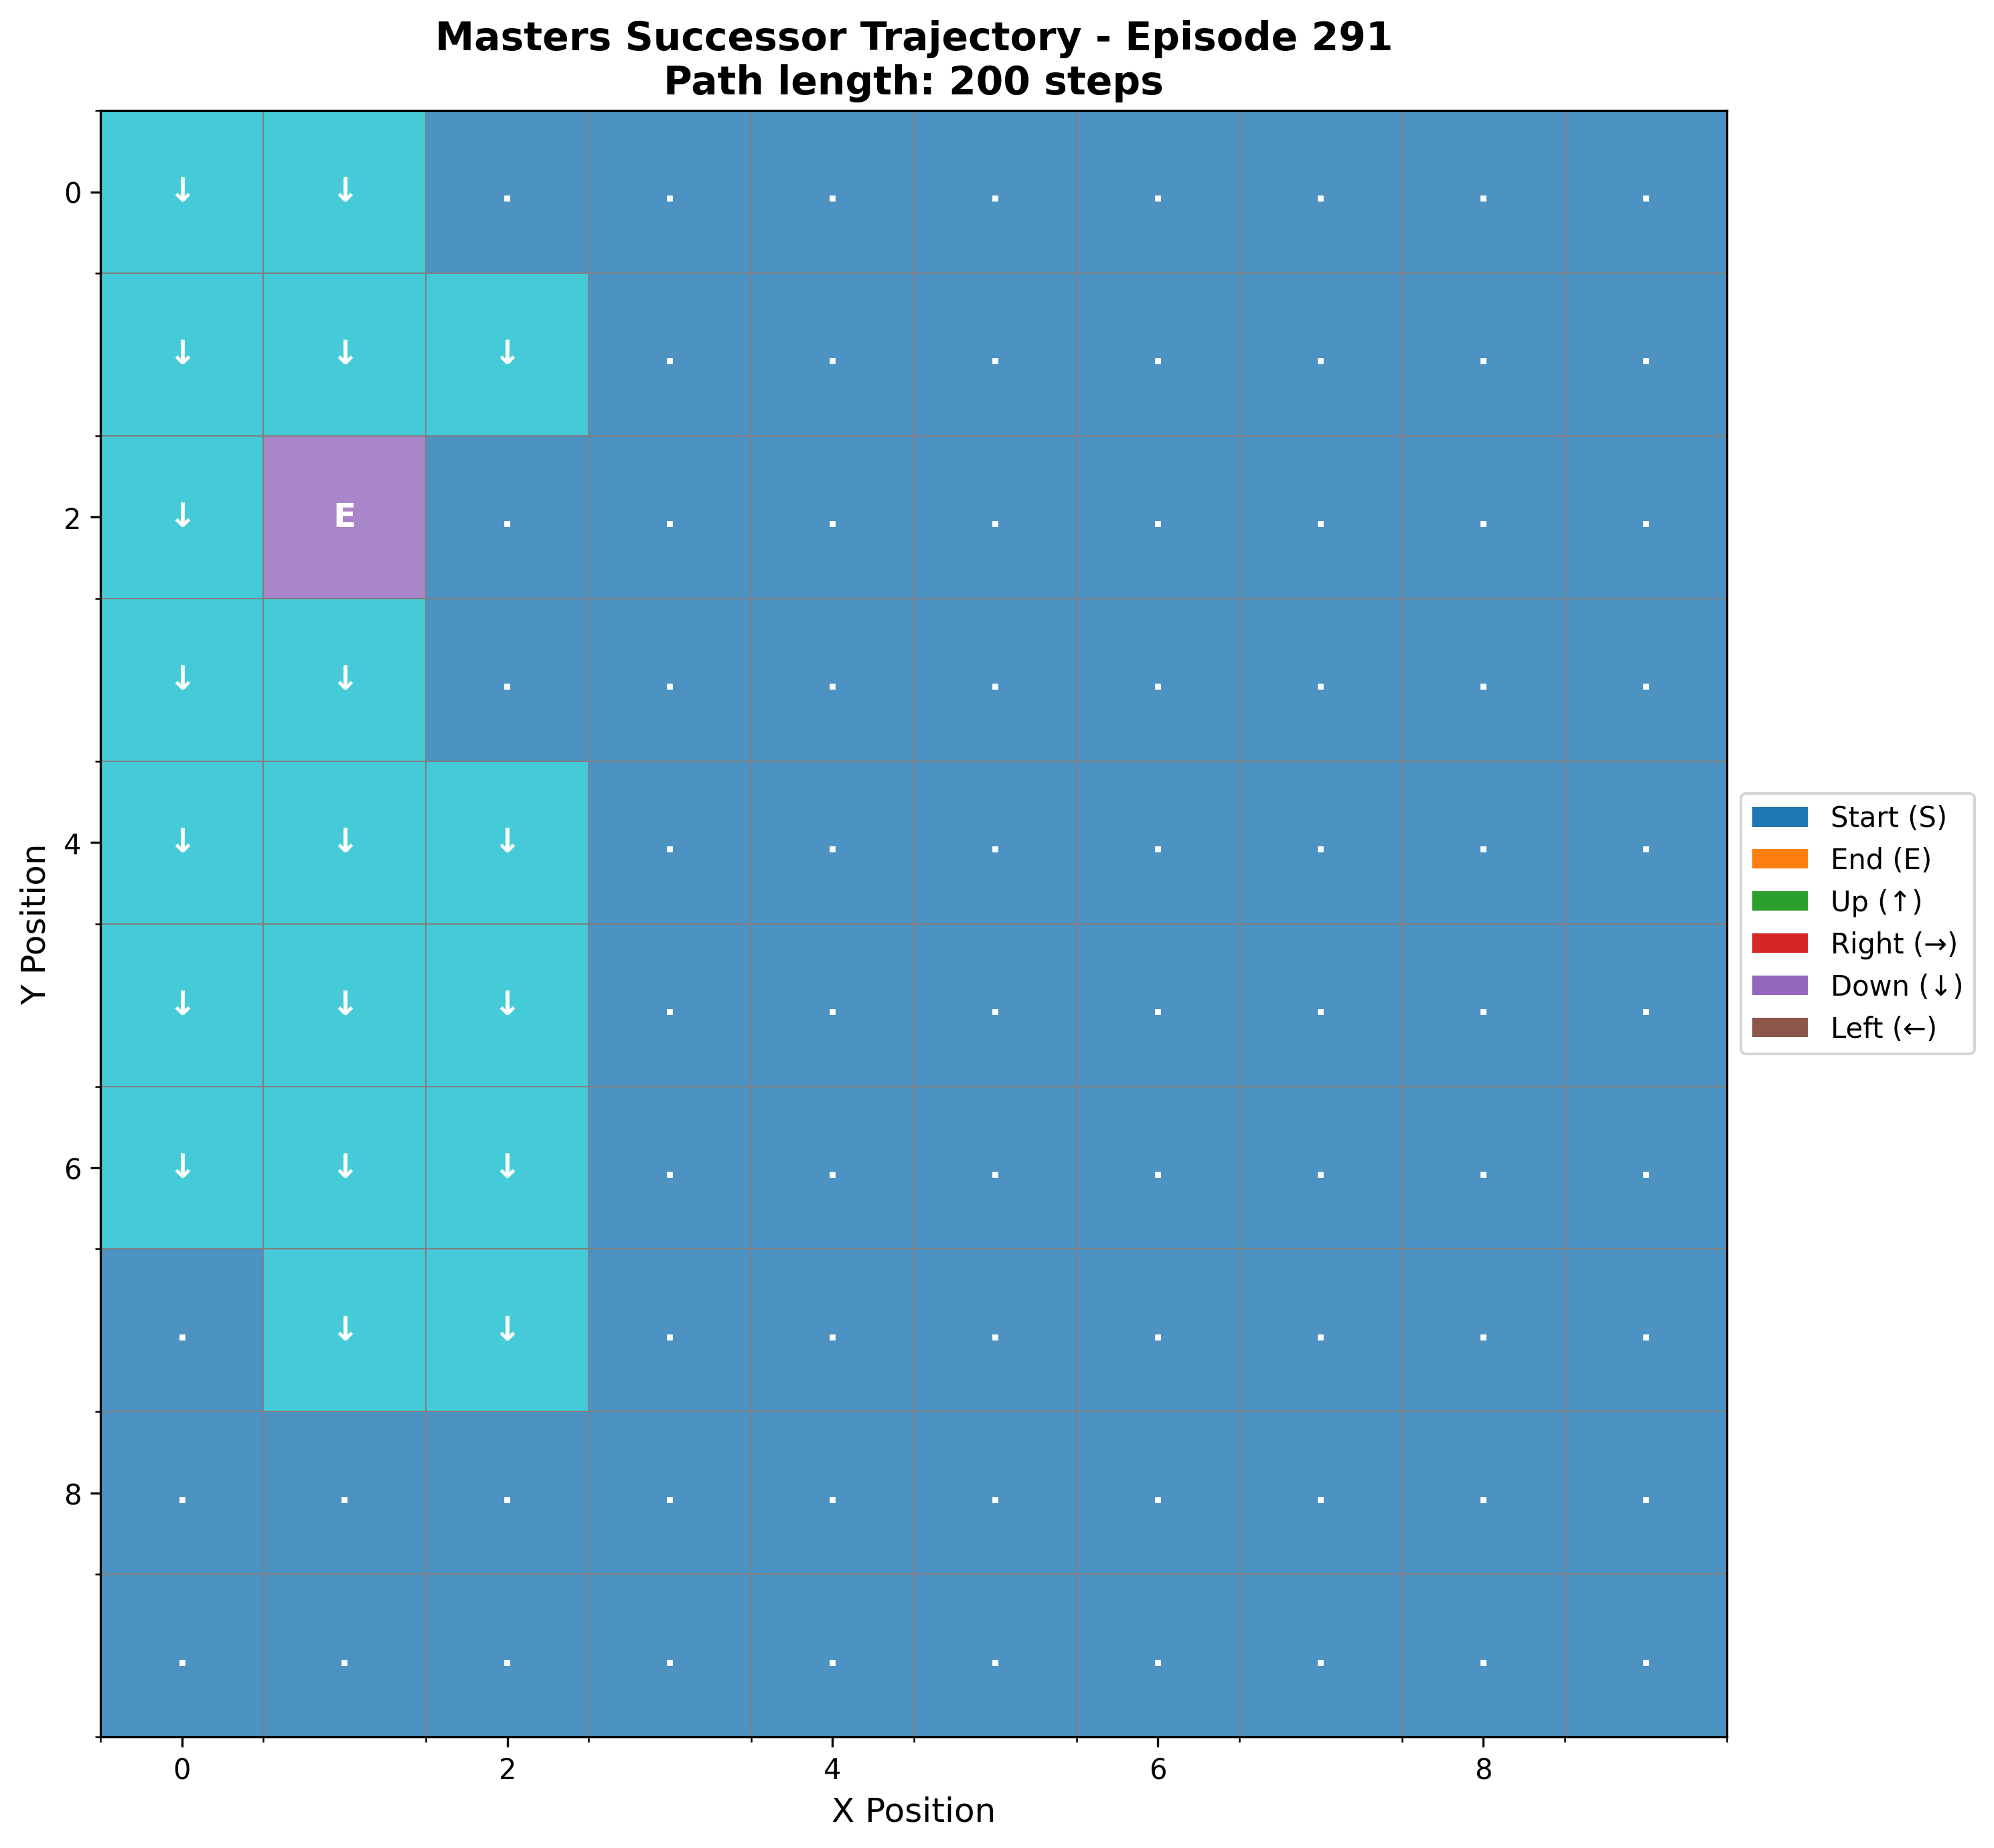 Masters Successor Trajectory - Episode 291
Path length: 200 steps
0 ↓ ↓ . . . . . . . .
↓ ↓ ↓ . . . . . . .
2 ↓ E . . . . . . . .
↓ ↓ . . . . . . . .
4 ↓ ↓ ↓ . . . . . . .
↓ ↓ ↓ . . . . . . .
6 ↓ ↓ ↓ . . . . . . .
. ↓ ↓ . . . . . . .
8 . . . . . . . . . .
. . . . . . . . . .
0 2 4 6 8
X Position
Y Position
Start (S)
End (E)
Up (↑)
Right (→)
Down (↓)
Left (←)